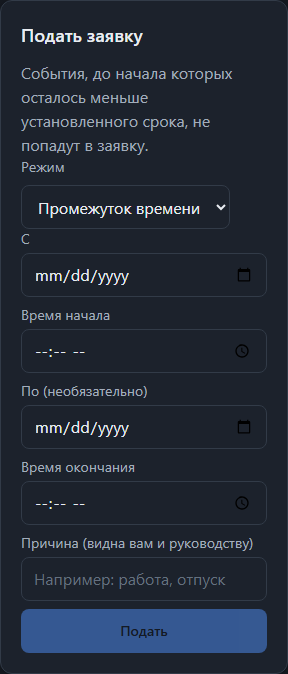 Подать заявку
События, до начала которых
осталось меньше
установленного срока, не
попадут в заявку.
Режим
Промежуток времени
С
mm/dd/yyyy
Время начала
--:-- --
По (необязательно)
mm/dd/yyyy
Время окончания
--:-- --
Причина (видна вам и руководству)
Например: работа, отпуск
Подать